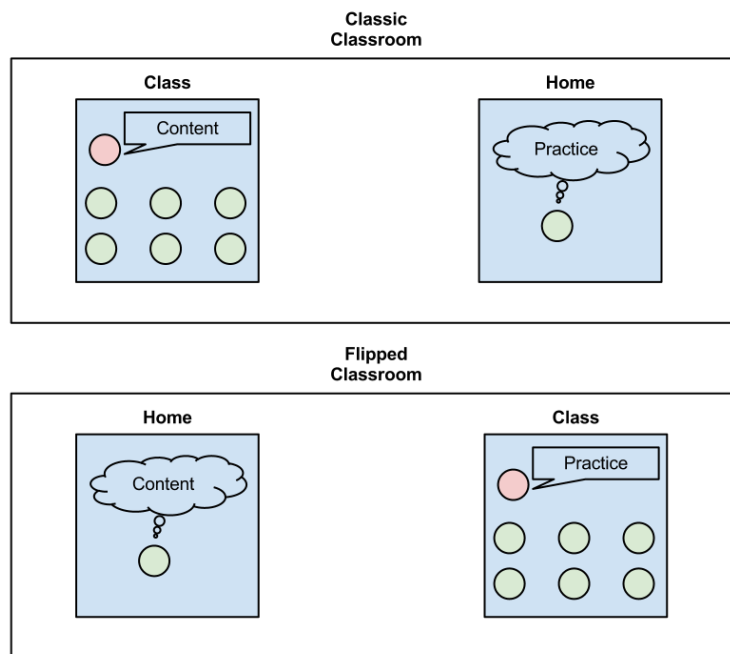 Classic
Classroom
Class
Home
Content
Practice
Flipped
Classroom
Home
Class
Content
Practice